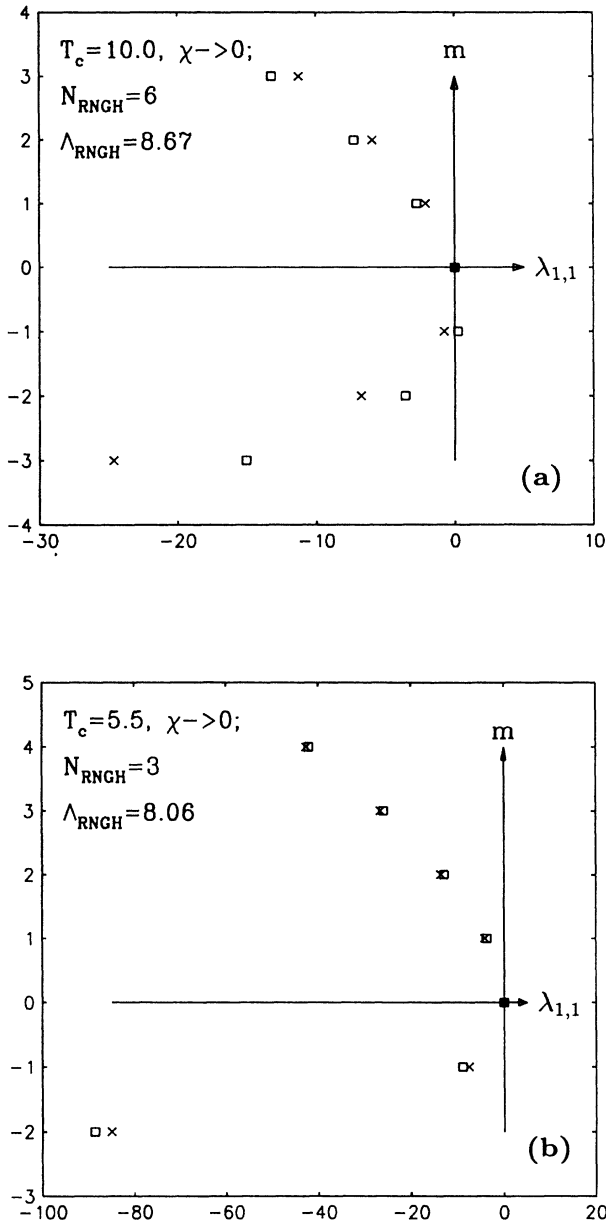 4
3
2
1
0
-1
-2
-3
-4
T_c=10.0, χ->0;
N_RNGH=6
Λ_RNGH=8.67
m
λ_1,1
(a)
-30 -20 -10 0 10
5
4
3
2
1
0
-1
-2
-3
T_c=5.5, χ->0;
N_RNGH=3
Λ_RNGH=8.06
m
λ_1,1
(b)
-100 -80 -60 -40 -20 0 20